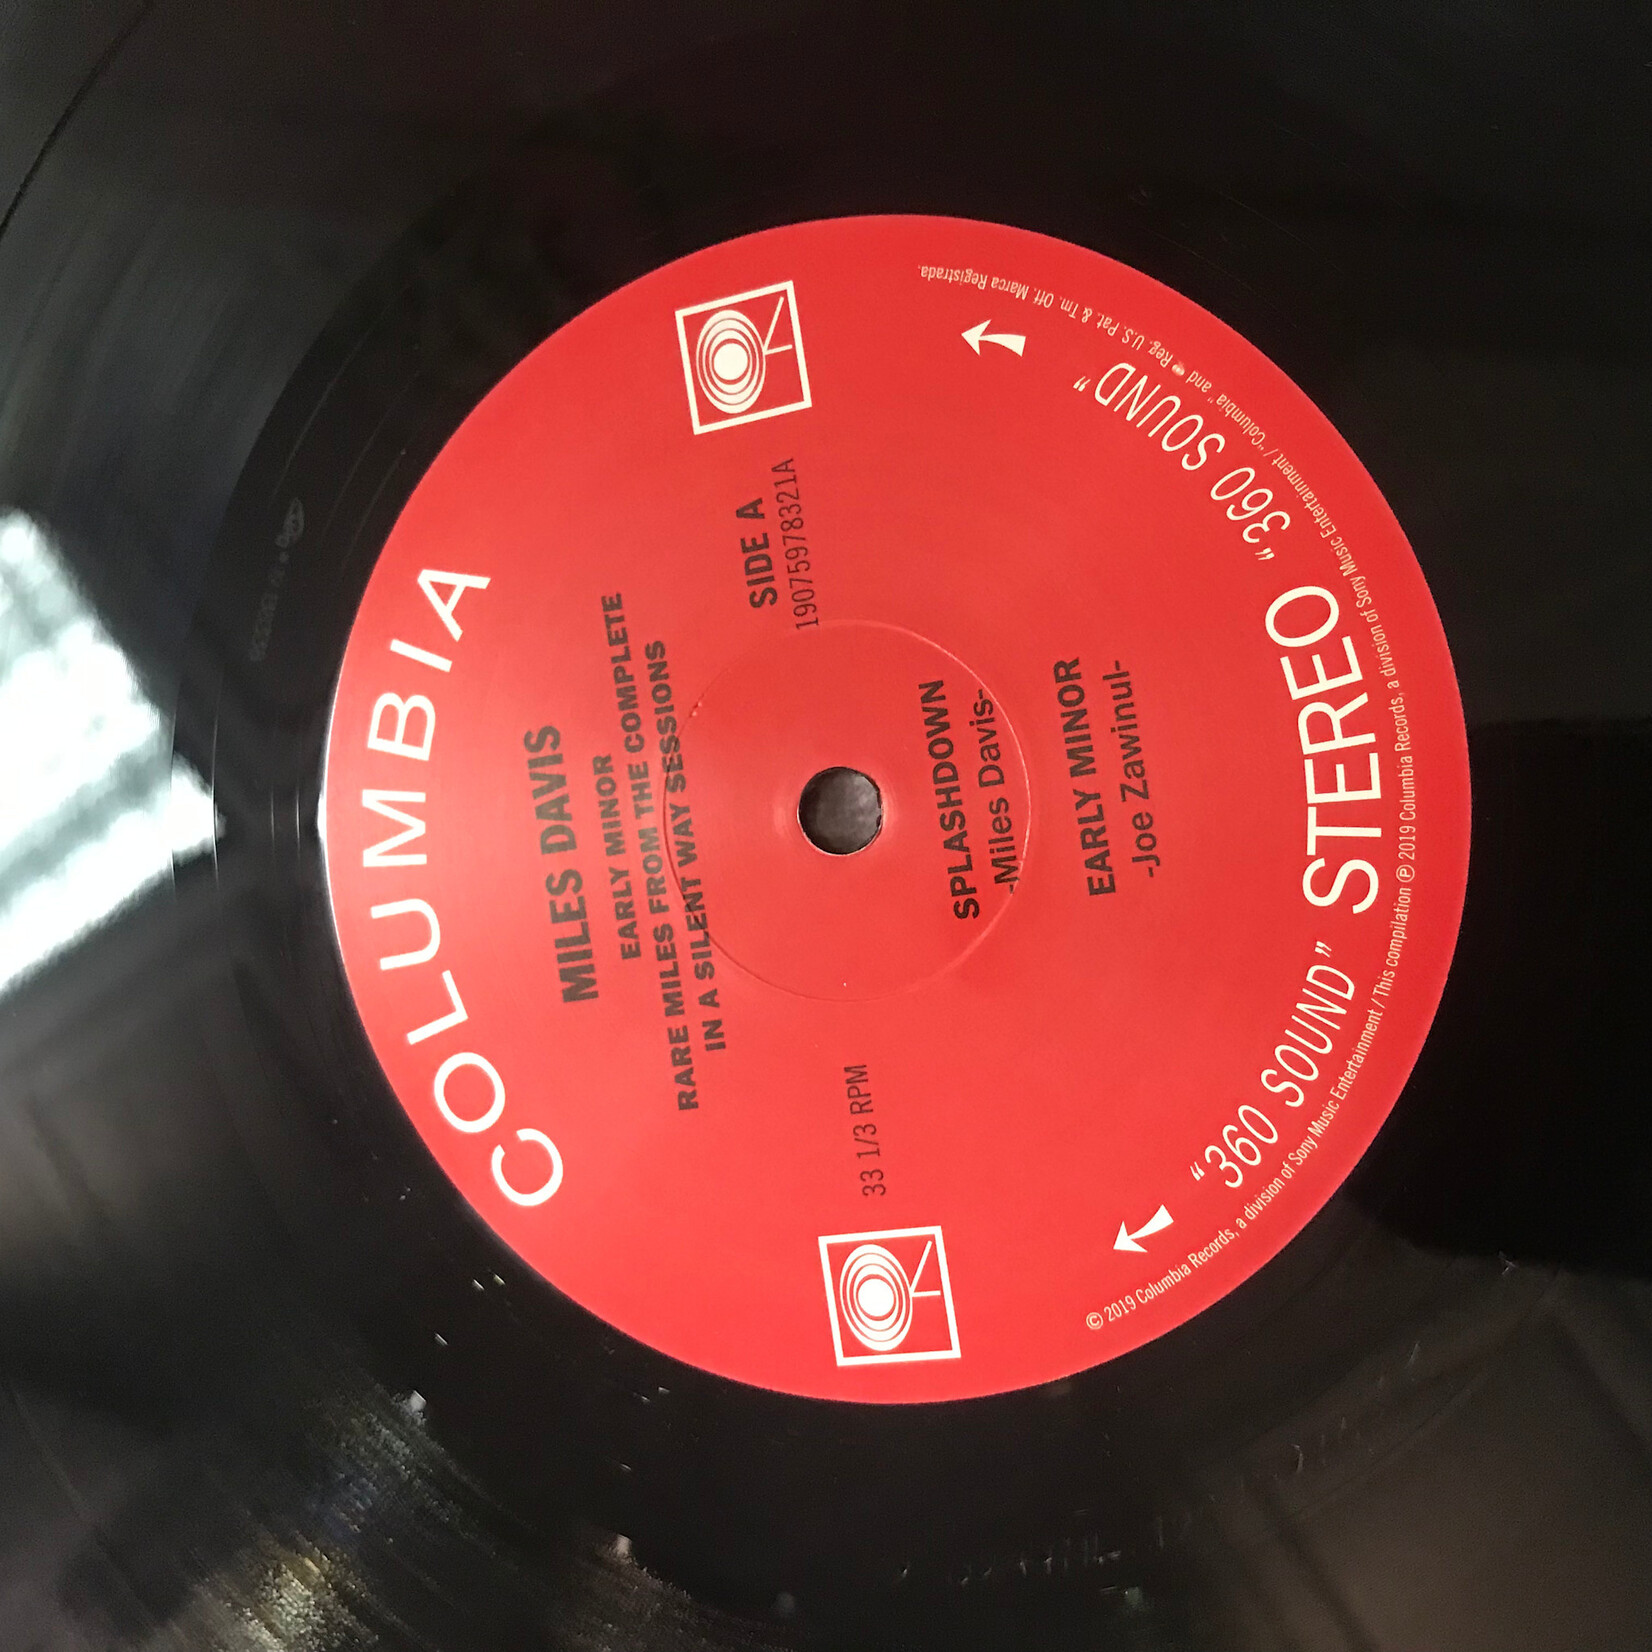 COLUMBIA
MILES DAVIS
EARLY MINOR
RARE MILES FROM THE COMPLETE
IN A SILENT WAY SESSIONS
SIDE A
19075978321A
33 1/3 RPM
SPLASHDOWN
-Miles Davis-
EARLY MINOR
-Joe Zawinul-
“360 SOUND” STEREO “360 SOUND”
© 2019 Columbia Records, a division of Sony Music Entertainment / This compilation ℗ 2019 Columbia Records, a division of Sony Music Entertainment / “Columbia” and Reg. U.S. Pat. & Tm. Off. Marca Registrada.